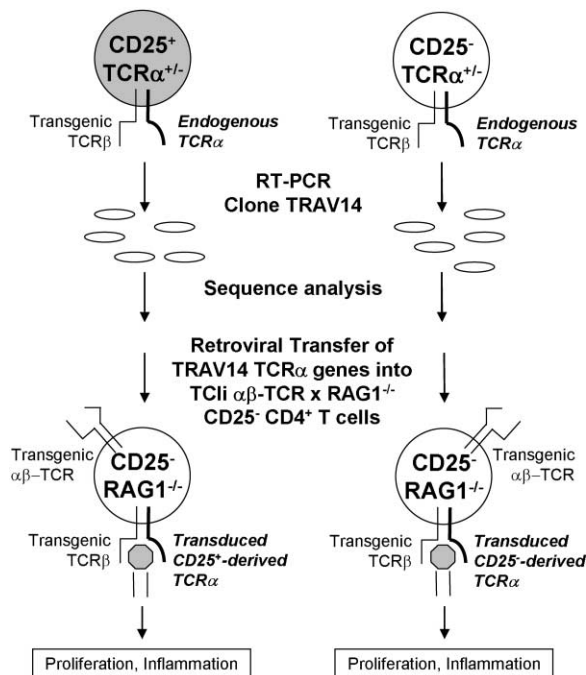 CD25⁺
TCRα⁺/⁻
Transgenic
TCRβ
Endogenous
TCRα
CD25⁻
TCRα⁺/⁻
Transgenic
TCRβ
Endogenous
TCRα
RT-PCR
Clone TRAV14
Sequence analysis
Retroviral Transfer of
TRAV14 TCRα genes into
TCli αβ-TCR x RAG1⁻/⁻
CD25⁻ CD4⁺ T cells
Transgenic
αβ–TCR
CD25⁻
RAG1⁻/⁻
Transgenic
TCRβ
Transduced
CD25⁺-derived
TCRα
Transgenic
αβ–TCR
CD25⁻
RAG1⁻/⁻
Transgenic
TCRβ
Transduced
CD25⁻-derived
TCRα
Proliferation, Inflammation
Proliferation, Inflammation